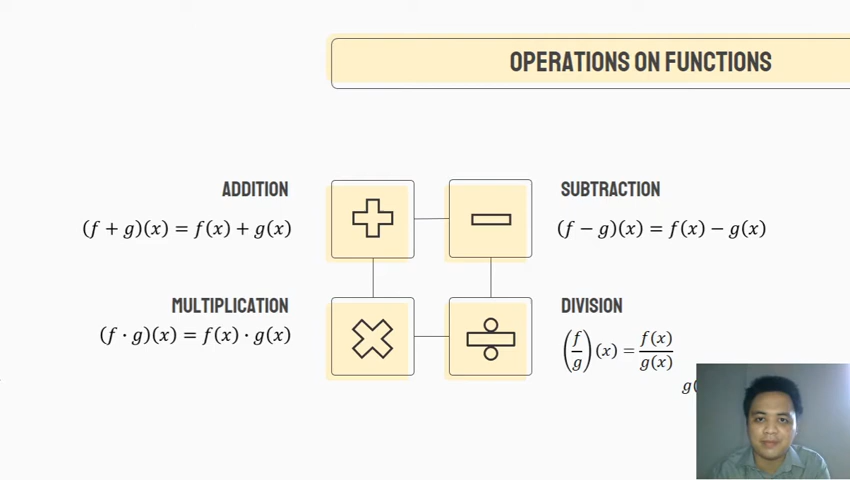 OPERATIONS ON FUNCTIONS
ADDITION
(f + g)(x) = f(x) + g(x)
SUBTRACTION
(f − g)(x) = f(x) − g(x)
MULTIPLICATION
(f · g)(x) = f(x) · g(x)
DIVISION
(f/g)(x) = f(x)/g(x)
g(